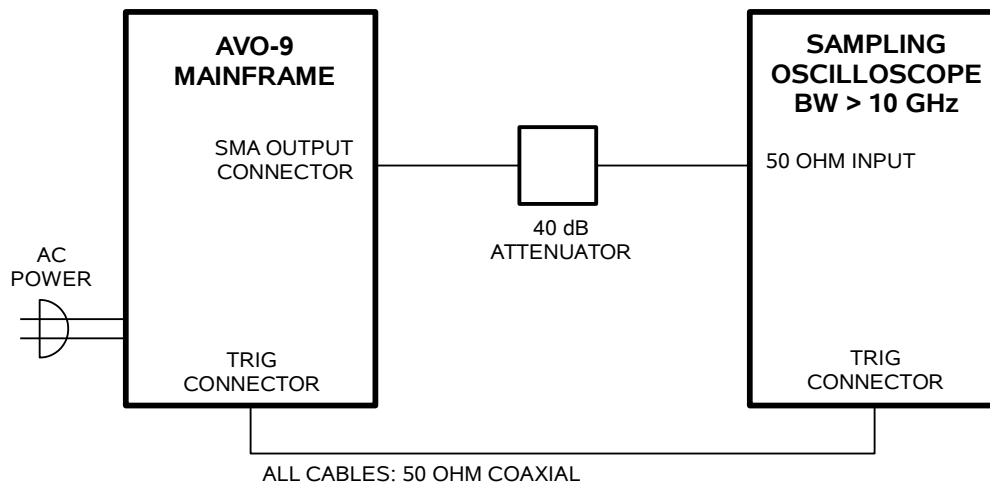 AVO-9
MAINFRAME
SMA OUTPUT
CONNECTOR
AC
POWER
TRIG
CONNECTOR
40 dB
ATTENUATOR
SAMPLING
OSCILLOSCOPE
BW > 10 GHz
50 OHM INPUT
TRIG
CONNECTOR
ALL CABLES: 50 OHM COAXIAL